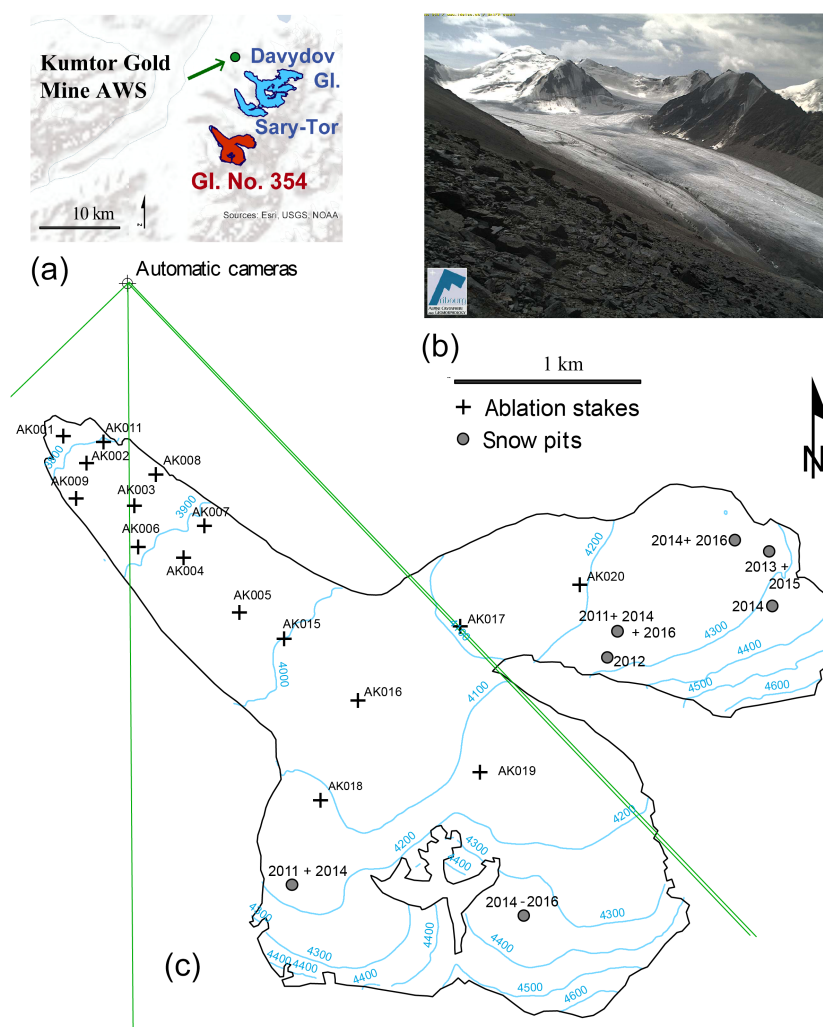 Kumtor Gold
Mine AWS
Davydov
Gl.
Sary-Tor
Gl. No. 354
10 km
Sources: Esri, USGS, NOAA
(a)
Automatic cameras
(b)
1 km
Ablation stakes
Snow pits
N
AK001
AK011
AK002
3800
AK008
AK009
AK003
3900
AK007
AK006
AK004
AK005
AK015
4000
AK017
AK020
4200
2014+ 2016
2013 +
2015
2014
2011+ 2014
+ 2016
2012
4300
4400
4500
4600
AK016
4100
AK019
AK018
4200
4200
4300
4400
2011 + 2014
2014 - 2016
4300
4300
4400
4400
4400
4400
4400
4500
4600
(c)